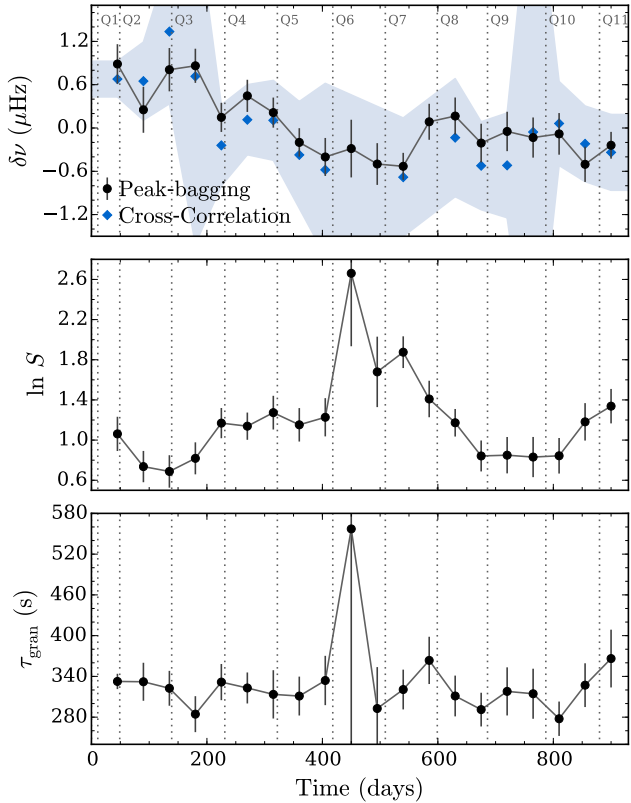 Q1 Q2 Q3 Q4 Q5 Q6 Q7 Q8 Q9 Q10 Q11
1.2
0.6
0.0
−0.6
−1.2
δν (μHz)
Peak-bagging
Cross-Correlation
2.6
2.2
1.8
1.4
1.0
0.6
ln S
580
520
460
400
340
280
τgran (s)
0 200 400 600 800
Time (days)